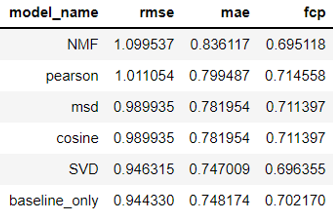 model_name rmse mae fcp
NMF 1.099537 0.836117 0.695118
pearson 1.011054 0.799487 0.714558
msd 0.989935 0.781954 0.711397
cosine 0.989935 0.781954 0.711397
SVD 0.946315 0.747009 0.696355
baseline_only 0.944330 0.748174 0.702170